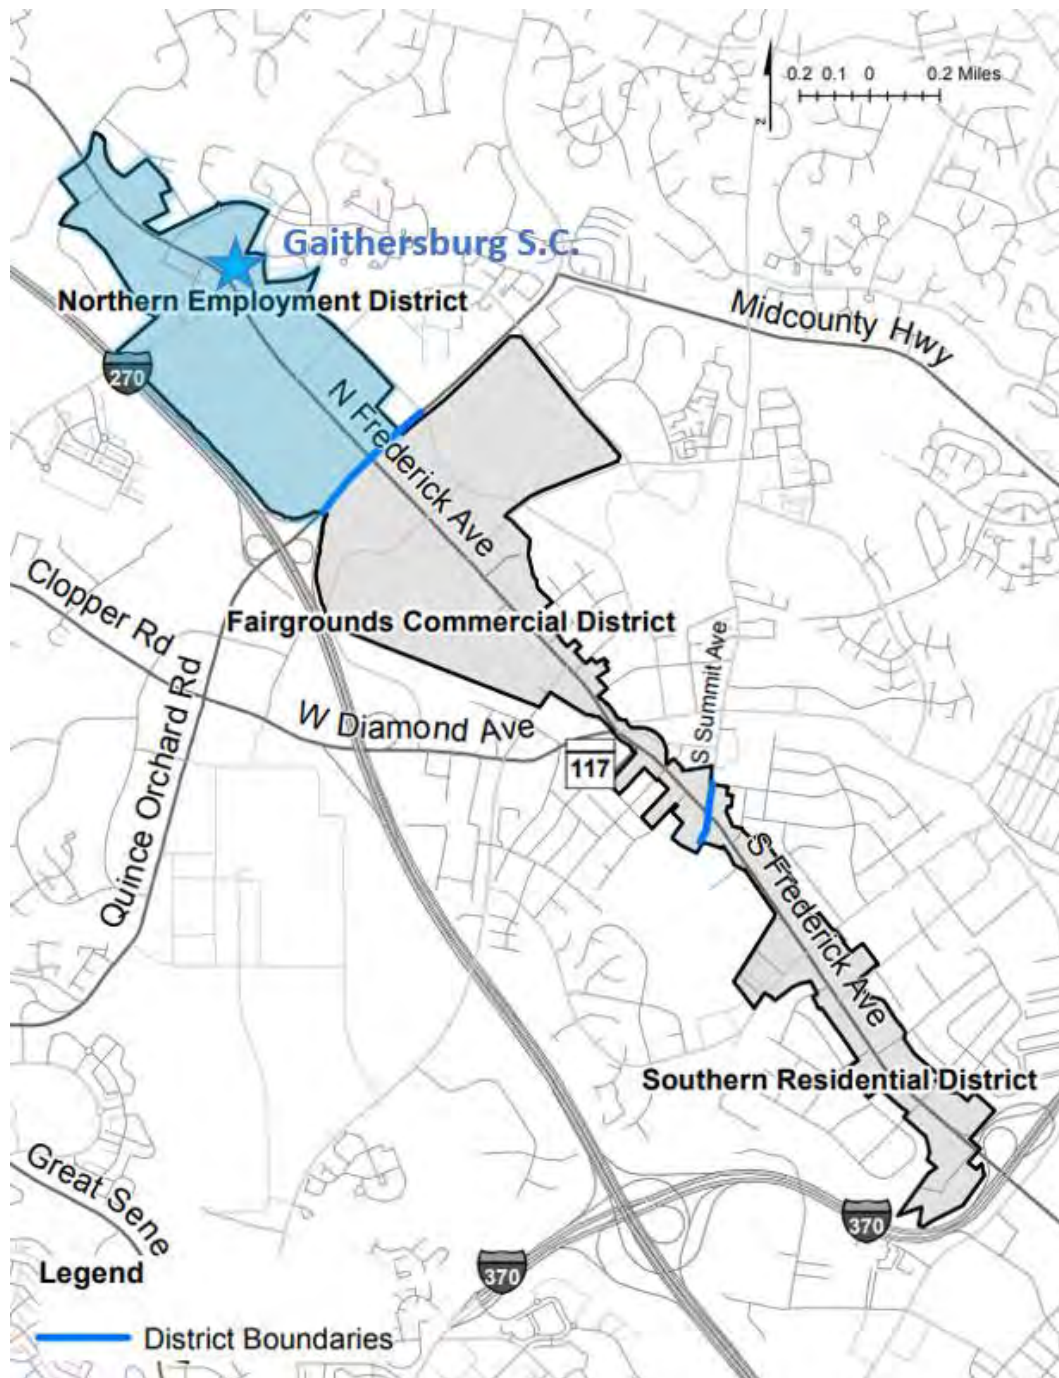 0.2 0.1 0 0.2 Miles
z
Gaithersburg S.C.
Northern Employment District
Midcounty Hwy
270
N Frederick Ave
Clopper Rd
Fairgrounds Commercial District
S Summit Ave
Quince Orchard Rd
W Diamond Ave
117
S Frederick Ave
Southern Residential District
Great Sene
370
370
Legend
District Boundaries